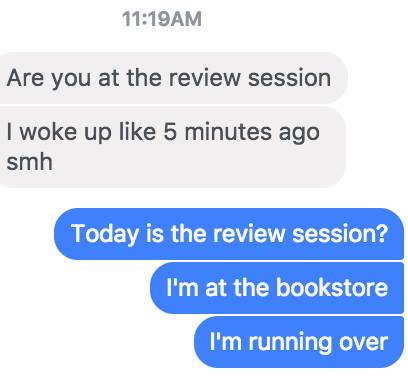 11:19AM
Are you at the review session
I woke up like 5 minutes ago
smh
Today is the review session?
I'm at the bookstore
I'm running over